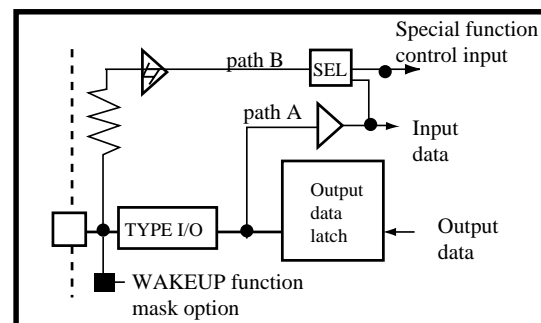 Special function
control input
path B
SEL
path A
Input
data
Output
data
latch
TYPE I/O
Output
data
WAKEUP function
mask option